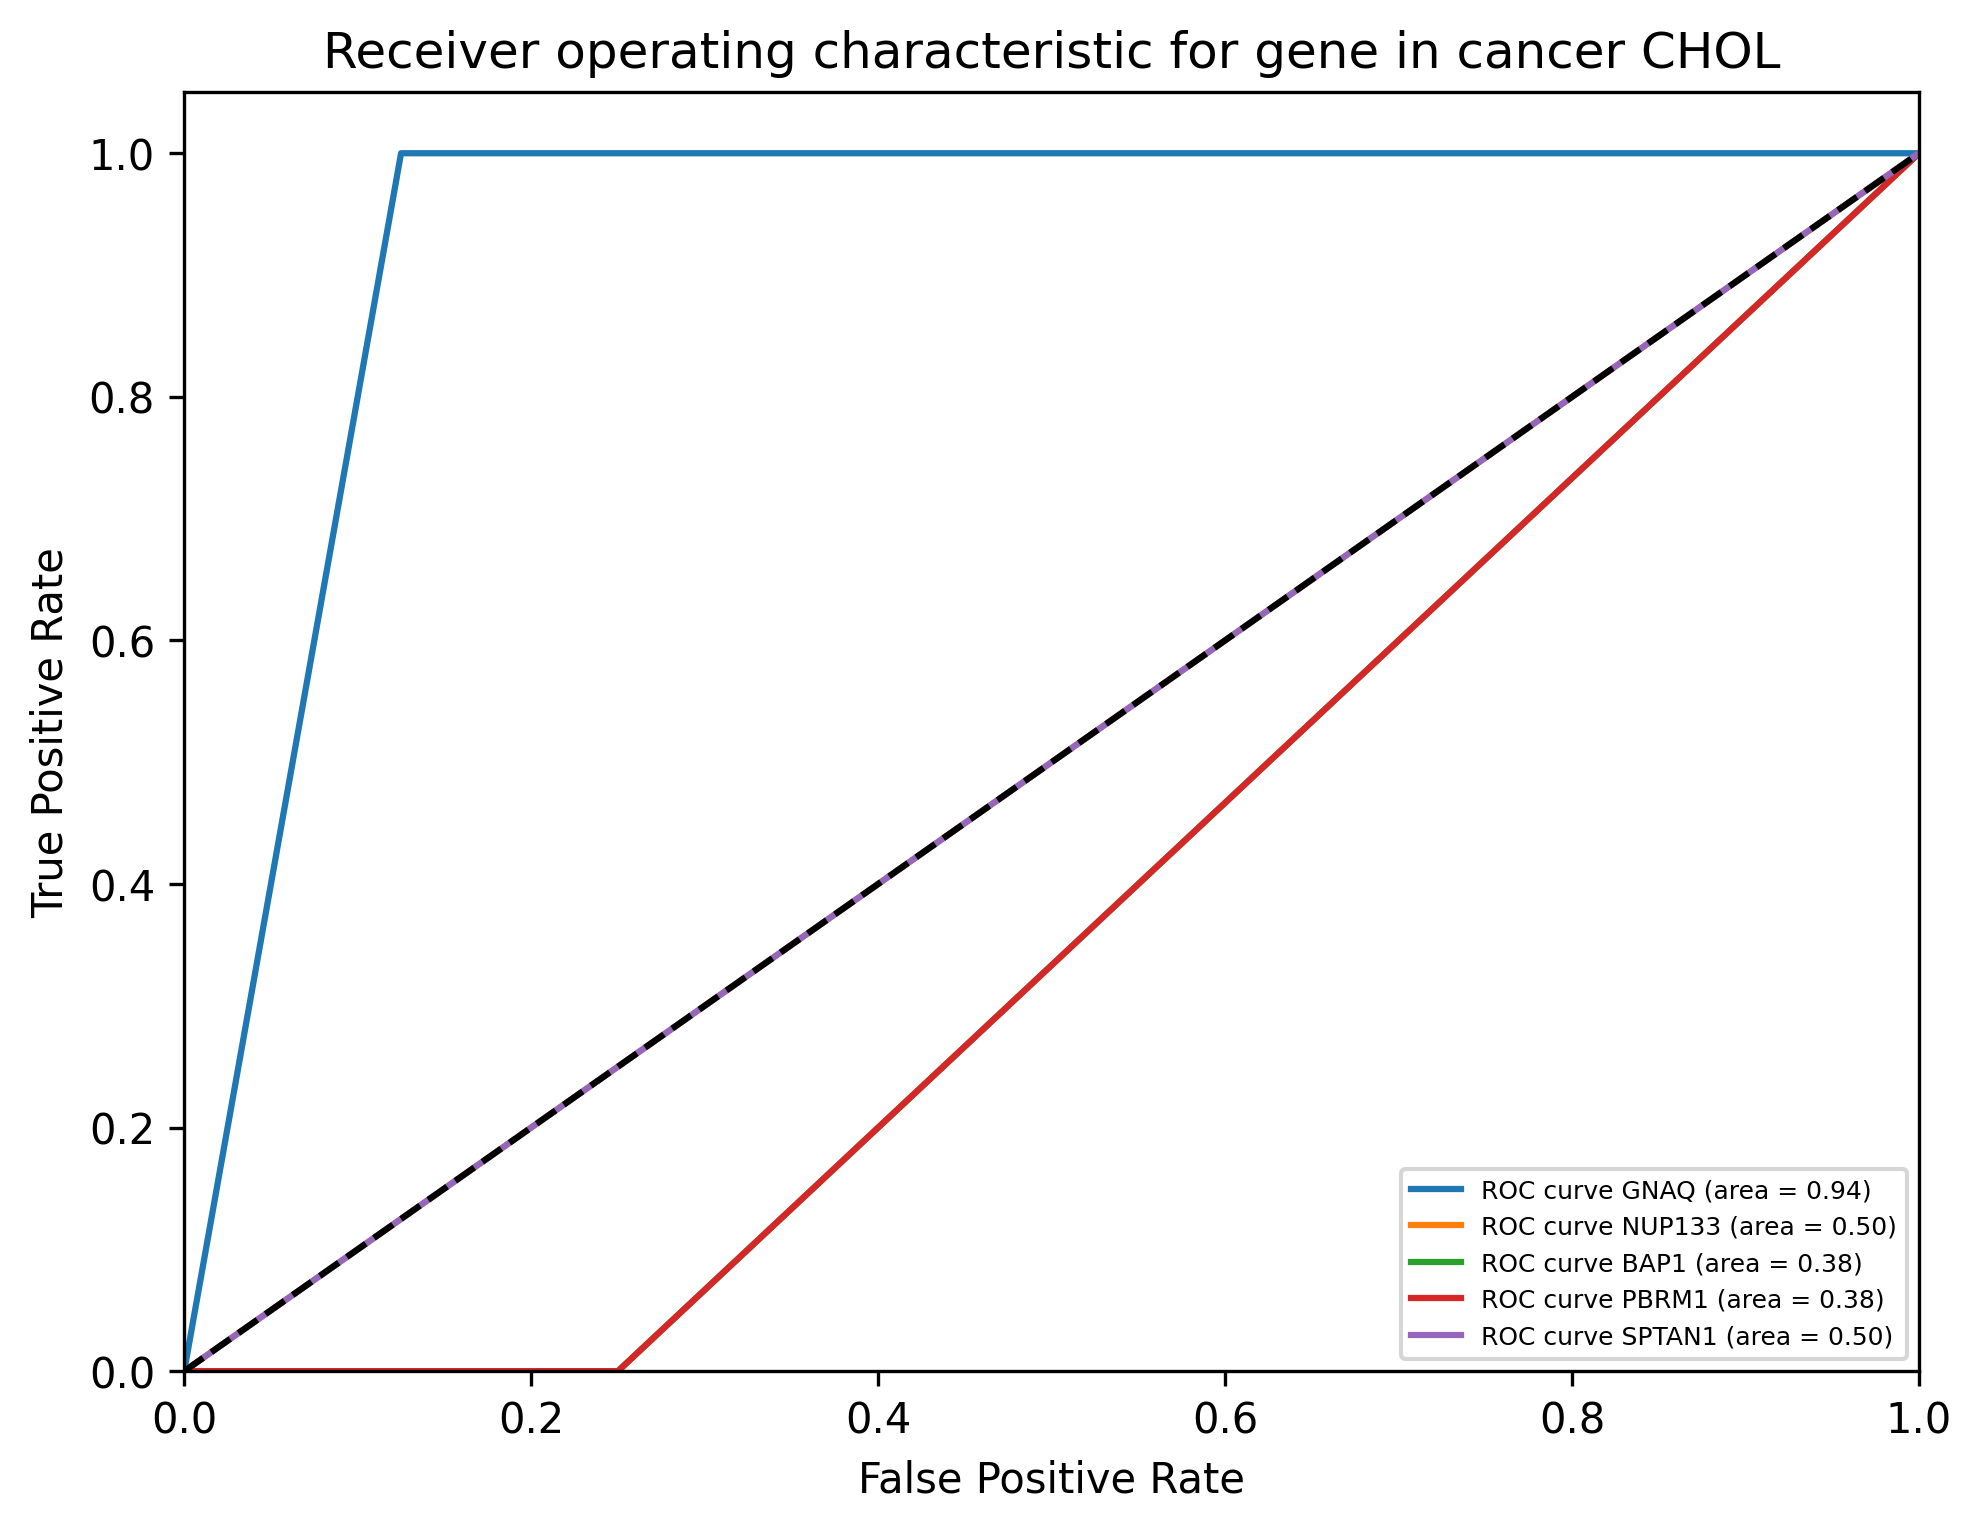 Receiver operating characteristic for gene in cancer CHOL
True Positive Rate
1.0
0.8
0.6
0.4
0.2
0.0
ROC curve GNAQ (area = 0.94)
ROC curve NUP133 (area = 0.50)
ROC curve BAP1 (area = 0.38)
ROC curve PBRM1 (area = 0.38)
ROC curve SPTAN1 (area = 0.50)
0.0 0.2 0.4 0.6 0.8 1.0
False Positive Rate